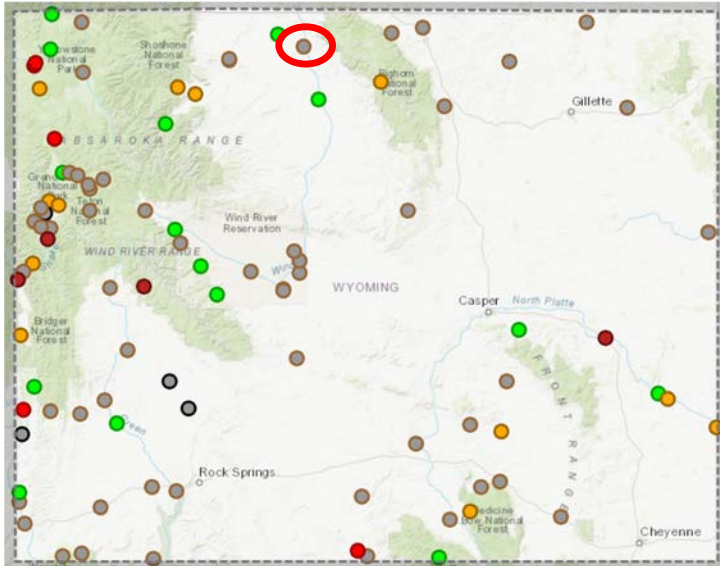 Yellowstone
National
Park
Shoshone
National
Forest
Bighorn
National
Forest
Gillette
ABSAROKA RANGE
Grand
National
Park
Teton
National
Forest
Wind River
Reservation
WIND RIVER RANGE
Wind
Snake
WYOMING
Casper
North Platte
Bridger
National
Forest
FRONT RANGE
Green
Rock Springs
Medicine
Bow National
Forest
Cheyenne